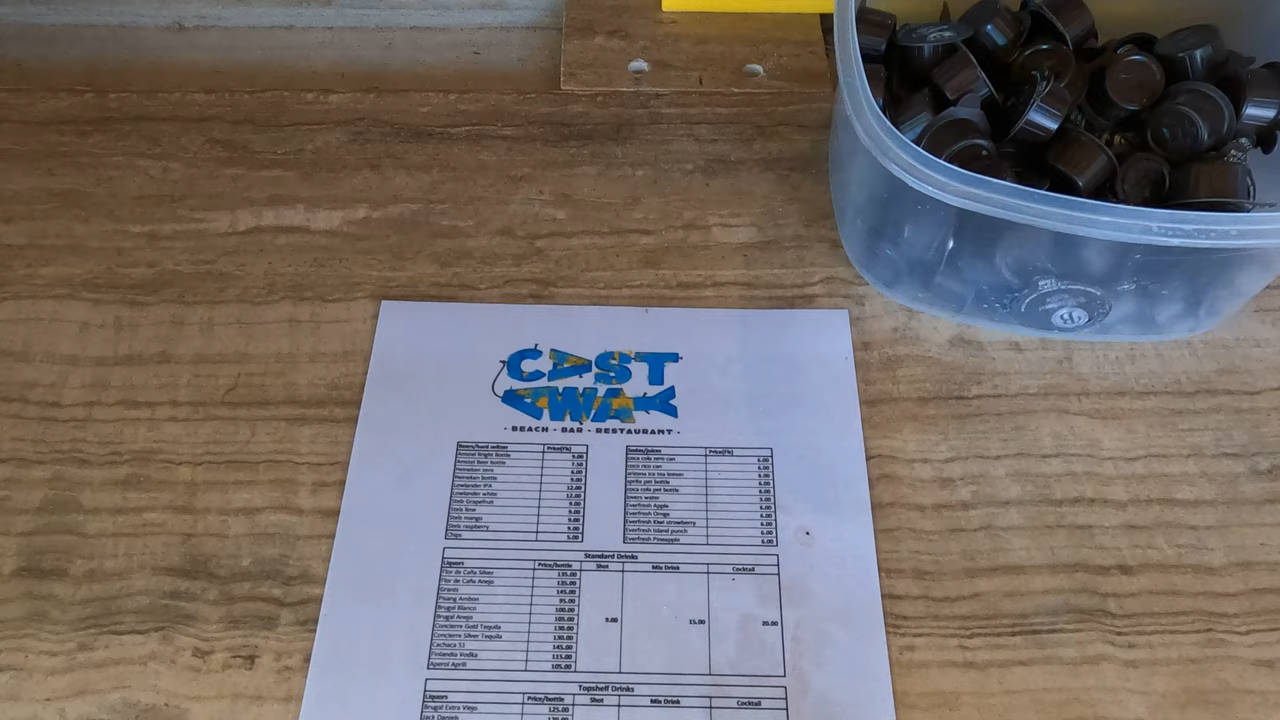 CAST
AWAY
· BEACH · BAR · RESTAURANT ·
Beers/hard seltzer Price(Fls)
Amstel Bright Bottle 9.00
Amstel Beer bottle 7.50
Heineken zero 6.00
Heineken bottle 9.00
Lowlander IPA 12.00
Lowlander white 12.00
Stelz Grapefruit 9.00
Stelz lime 9.00
Stelz mango 9.00
Stelz raspberry 9.00
Chips 5.00
Sodas/juices Price(Fls)
coca cola zero can 6.00
coca rico can 6.00
arizona ice tea lemon 6.00
sprite pet bottle 6.00
coca cola pet bottle 6.00
lovers water 3.00
Everfresh Apple 6.00
Everfresh Ornge 6.00
Everfresh Kiwi strawberry 6.00
Everfresh Island punch 6.00
Everfresh Pineapple 6.00
Standard Drinks
Liquors Price/bottle Shot Mix Drink Cocktail
Flor de Caña Silver 135.00
Flor de Caña Anejo 135.00
Grants 145.00
Pisang Ambon 95.00
Brugal Blanco 100.00
Brugal Anejo 105.00 9.00 15.00 20.00
Concierre Gold Tequila 130.00
Concierre Silver Tequila 130.00
Cachaca 51 145.00
Finlandia Vodka 115.00
Aperol Aprill 105.00
Topshelf Drinks
Liquors Price/bottle Shot Mix Drink Cocktail
Brugal Extra Viejo 125.00
Jack Daniels